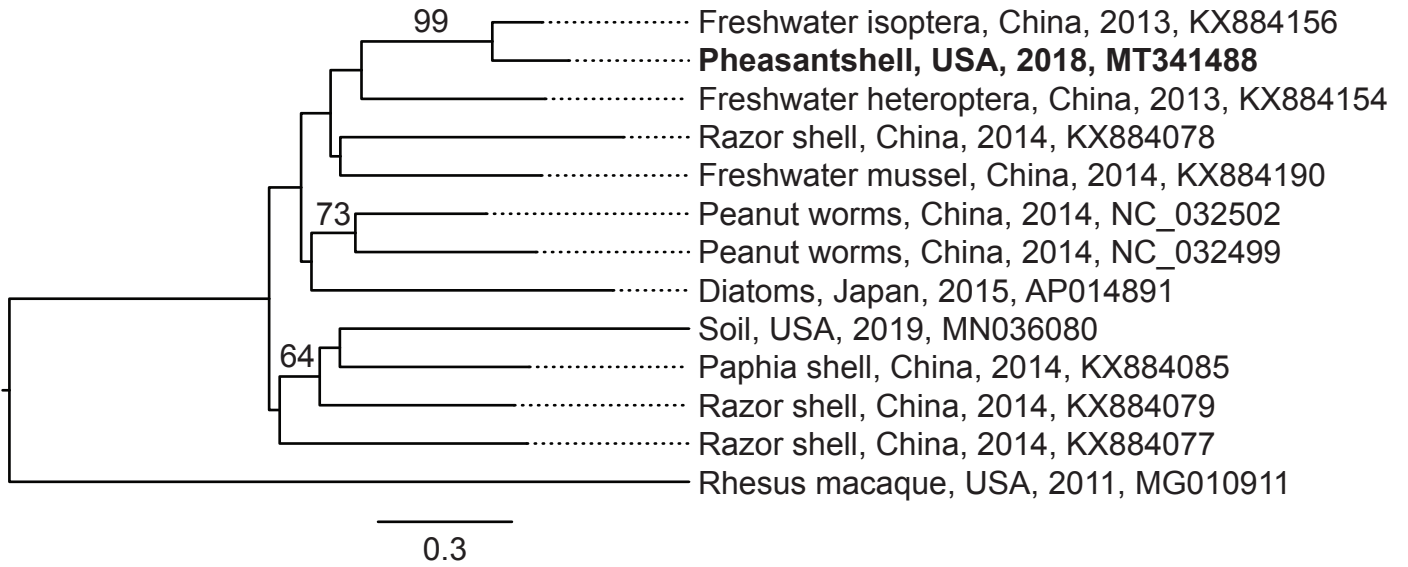 99
Freshwater isoptera, China, 2013, KX884156
Pheasantshell, USA, 2018, MT341488
Freshwater heteroptera, China, 2013, KX884154
Razor shell, China, 2014, KX884078
Freshwater mussel, China, 2014, KX884190
73
Peanut worms, China, 2014, NC_032502
Peanut worms, China, 2014, NC_032499
Diatoms, Japan, 2015, AP014891
Soil, USA, 2019, MN036080
64
Paphia shell, China, 2014, KX884085
Razor shell, China, 2014, KX884079
Razor shell, China, 2014, KX884077
Rhesus macaque, USA, 2011, MG010911
0.3